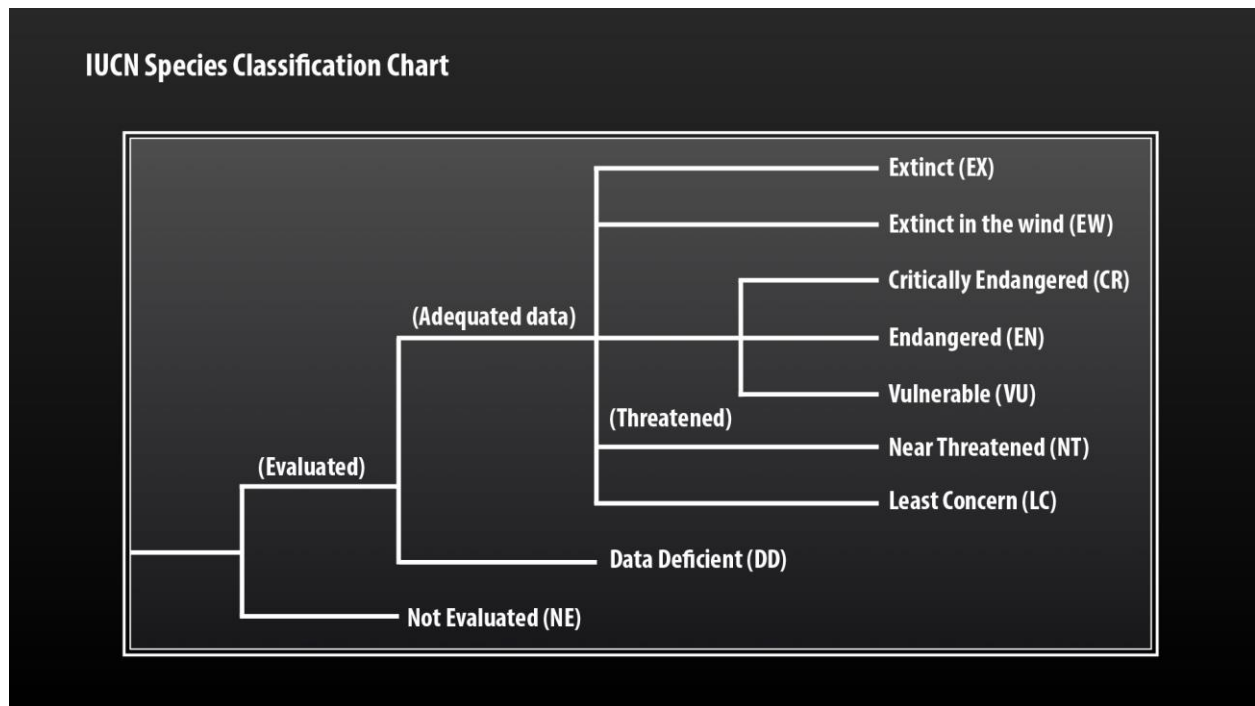 IUCN Species Classification Chart
Extinct (EX)
Extinct in the wind (EW)
Critically Endangered (CR)
(Adequated data)
Endangered (EN)
Vulnerable (VU)
(Threatened)
Near Threatened (NT)
(Evaluated)
Least Concern (LC)
Data Deficient (DD)
Not Evaluated (NE)